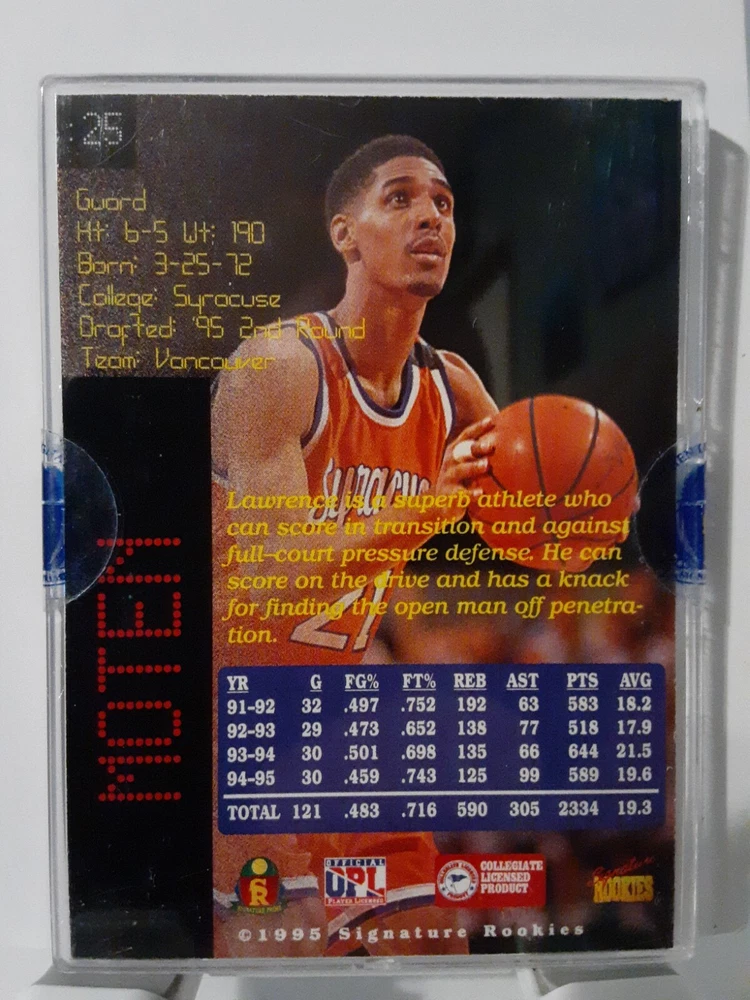 25
Guard
Ht: 6-5 Wt: 190
Born: 3-25-72
College: Syracuse
Drafted: '95 2nd Round
Team: Vancouver
Syracuse
MOTEN
21
Lawrence is a superb athlete who
can score in transition and against
full-court pressure defense. He can
score on the drive and has a knack
for finding the open man off penetra-
tion.
YR G FG% FT% REB AST PTS AVG
91-92 32 .497 .752 192 63 583 18.2
92-93 29 .473 .652 138 77 518 17.9
93-94 30 .501 .698 135 66 644 21.5
94-95 30 .459 .743 125 99 589 19.6
TOTAL 121 .483 .716 590 305 2334 19.3
SR
OFFICIAL
UPL
PLAYER LICENSED
COLLEGIATE
LICENSED
PRODUCT
Signature
ROOKIES
©1995 Signature Rookies